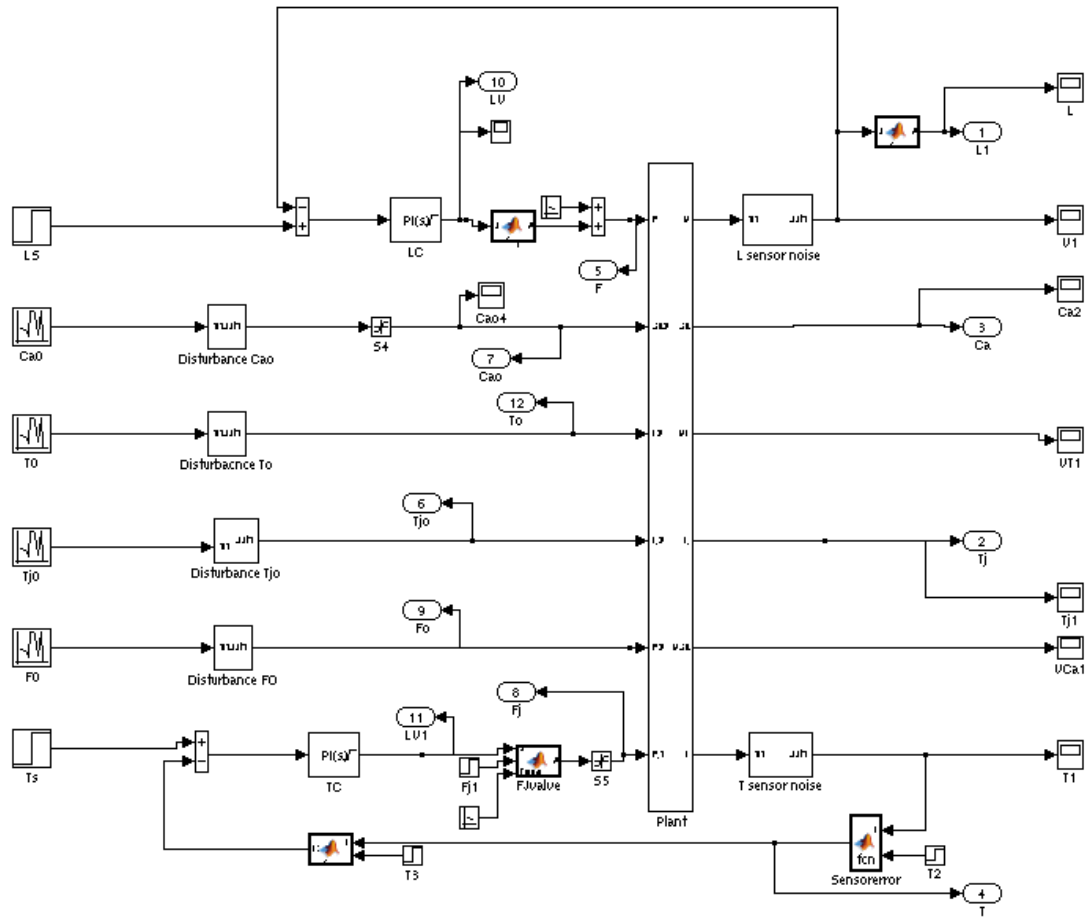 10
LV
L
1
L1
LS
PI(s)
LC
5
F
L sensor noise
V1
Ca0
Disturbance Cao
S4
Cao4
7
Cao
Ca2
3
Ca
T0
Disturbacnce To
12
To
VT1
Tj0
Disturbance Tjo
6
Tjo
2
Tj
Tj1
F0
Disturbance FO
9
Fo
VCa1
Ts
PI(s)
TC
11
LV1
8
Fj
Fj1
FJvalve
S5
Plant
T sensor noise
T1
T3
fcn
Sensorerror
T2
4
T